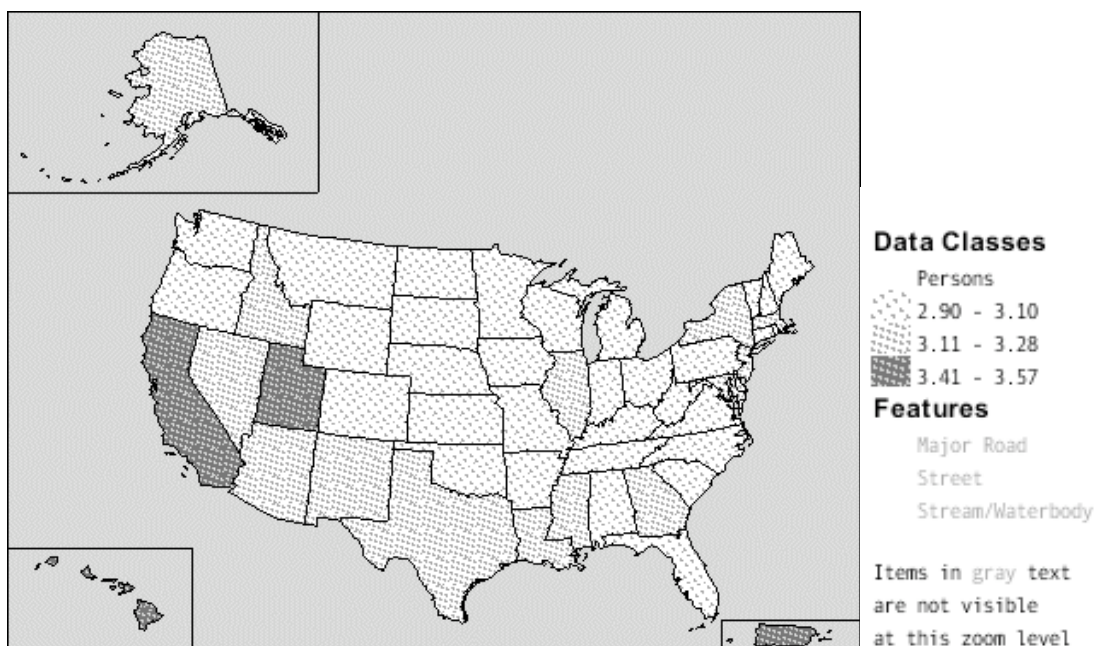 Data Classes
Persons
2.90 - 3.10
3.11 - 3.28
3.41 - 3.57
Features
Major Road
Street
Stream/Waterbody
Items in gray text
are not visible
at this zoom level